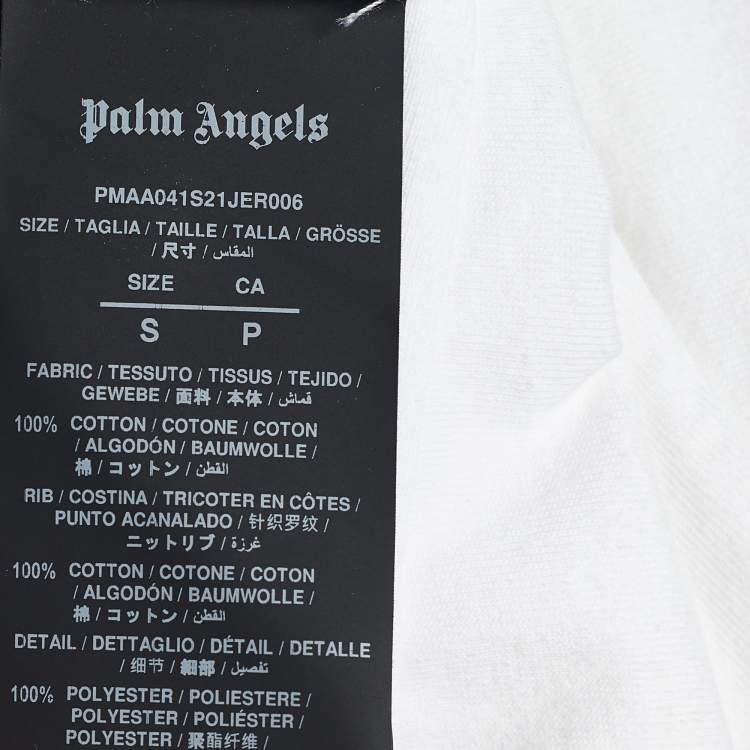 Palm Angels
PMAA041S21JER006
SIZE / TAGLIA / TAILLE / TALLA / GRÖSSE
/ 尺寸 / المقاس
SIZE CA
S P
FABRIC / TESSUTO / TISSUS / TEJIDO /
GEWEBE / 面料 / 本体 / قماش
100% COTTON / COTONE / COTON
/ ALGODÓN / BAUMWOLLE /
棉 / コットン / القطن
RIB / COSTINA / TRICOTER EN CÔTES /
PUNTO ACANALADO / 针织罗纹 /
ニットリブ / غرزة
100% COTTON / COTONE / COTON
/ ALGODÓN / BAUMWOLLE /
棉 / コットン / القطن
DETAIL / DETTAGLIO / DÉTAIL / DETALLE
/ 细节 / 細部 / تفصيل
100% POLYESTER / POLIESTERE /
POLYESTER / POLIÉSTER /
POLYESTER / 聚酯纤维 /